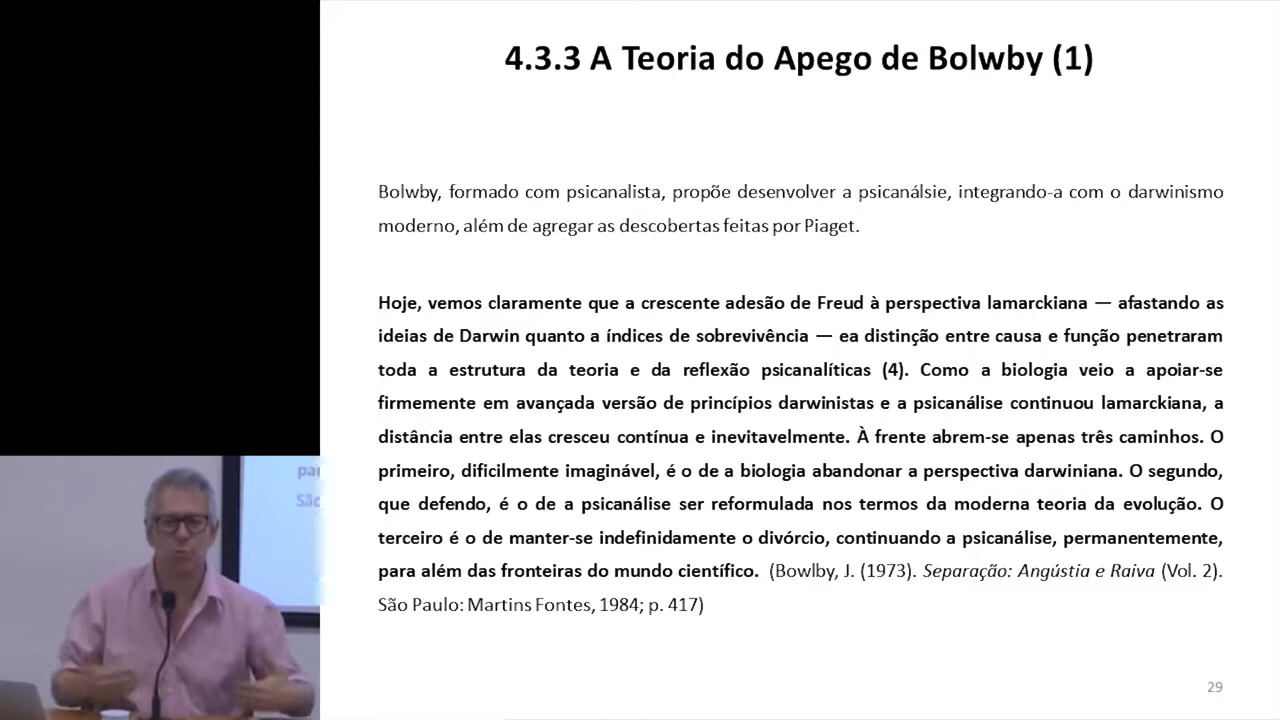 4.3.3 A Teoria do Apego de Bolwby (1)
Bolwby, formado com psicanalista, propõe desenvolver a psicanálsie, integrando-a com o darwinismo
moderno, além de agregar as descobertas feitas por Piaget.
Hoje, vemos claramente que a crescente adesão de Freud à perspectiva lamarckiana — afastando as
ideias de Darwin quanto a índices de sobrevivência — ea distinção entre causa e função penetraram
toda a estrutura da teoria e da reflexão psicanalíticas (4). Como a biologia veio a apoiar-se
firmemente em avançada versão de princípios darwinistas e a psicanálise continuou lamarckiana, a
distância entre elas cresceu contínua e inevitavelmente. À frente abrem-se apenas três caminhos. O
primeiro, dificilmente imaginável, é o de a biologia abandonar a perspectiva darwiniana. O segundo,
que defendo, é o de a psicanálise ser reformulada nos termos da moderna teoria da evolução. O
terceiro é o de manter-se indefinidamente o divórcio, continuando a psicanálise, permanentemente,
para além das fronteiras do mundo científico. (Bowlby, J. (1973). Separação: Angústia e Raiva (Vol. 2).
São Paulo: Martins Fontes, 1984; p. 417)
par
São
29